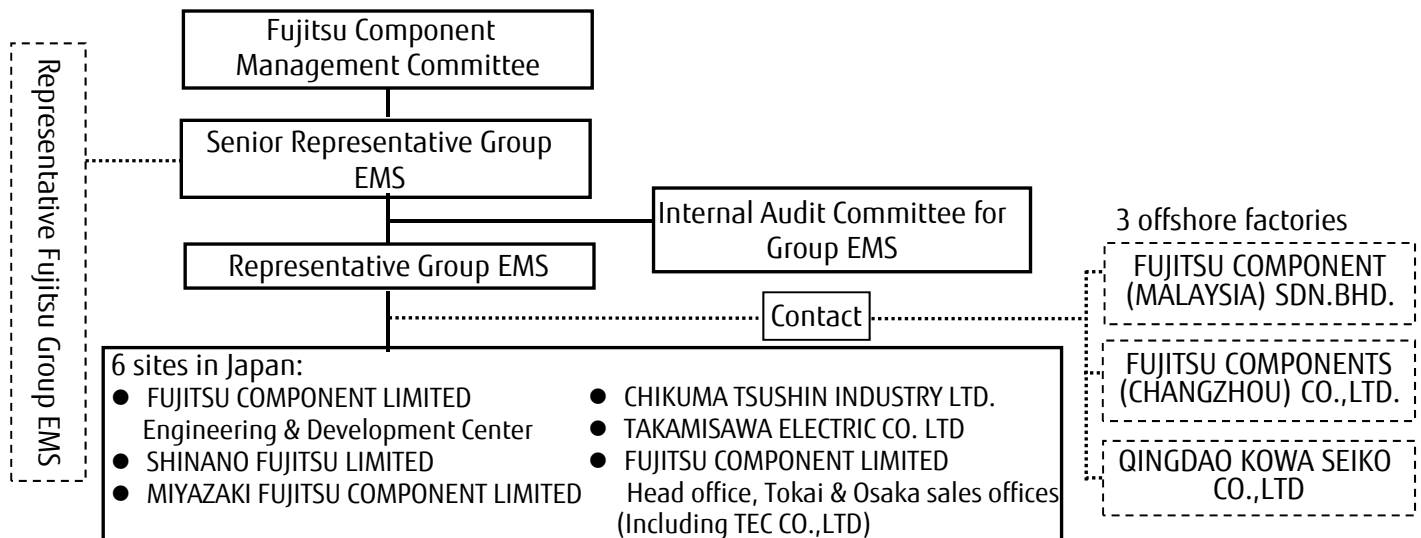 Representative Fujitsu Group EMS
Fujitsu Component
Management Committee
Senior Representative Group
EMS
Internal Audit Committee for
Group EMS
Representative Group EMS
Contact
3 offshore factories
FUJITSU COMPONENT
(MALAYSIA) SDN.BHD.
FUJITSU COMPONENTS
(CHANGZHOU) CO.,LTD.
QINGDAO KOWA SEIKO
CO.,LTD
6 sites in Japan:
● FUJITSU COMPONENT LIMITED
Engineering & Development Center
● SHINANO FUJITSU LIMITED
● MIYAZAKI FUJITSU COMPONENT LIMITED
● CHIKUMA TSUSHIN INDUSTRY LTD.
● TAKAMISAWA ELECTRIC CO. LTD
● FUJITSU COMPONENT LIMITED
Head office, Tokai & Osaka sales offices
(Including TEC CO.,LTD)